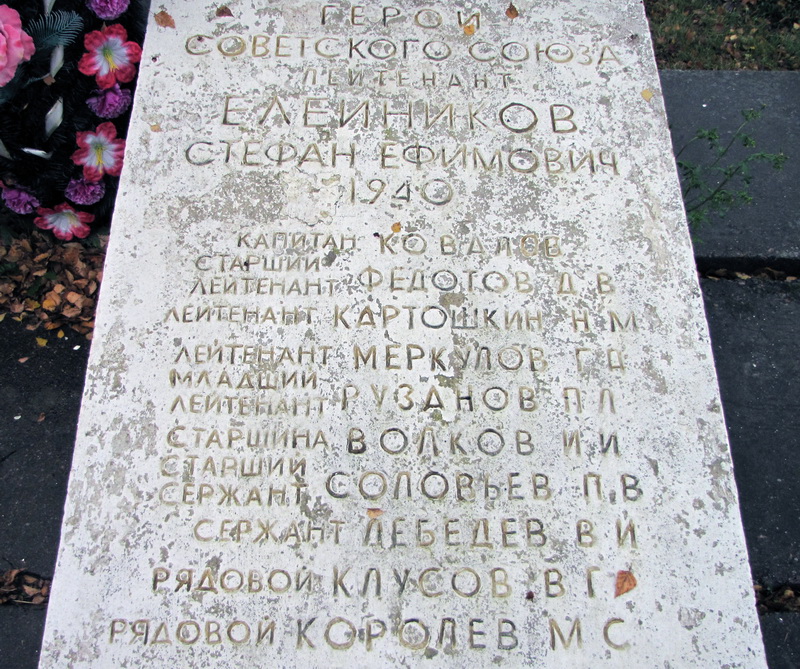 ГЕРОЙ
СОВЕТСКОГО СОЮЗА
ЛЕЙТЕНАНТ
ЕЛЕЙНИКОВ
СТЕФАН ЕФИМОВИЧ
1940
КАПИТАН КОВАЛОВ
СТАРШИЙ ЛЕЙТЕНАНТ ФЕДОТОВ Д В
ЛЕЙТЕНАНТ КАРТОШКИН Н М
ЛЕЙТЕНАНТ МЕРКУЛОВ Г Д
МЛАДШИЙ ЛЕЙТЕНАНТ РУЗАНОВ П Л
СТАРШИНА ВОЛКОВ И И
СТАРШИЙ СЕРЖАНТ СОЛОВЬЕВ П В
СЕРЖАНТ ЛЕБЕДЕВ В И
РЯДОВОЙ КЛУСОВ В Г
РЯДОВОЙ КОРОЛЕВ М С